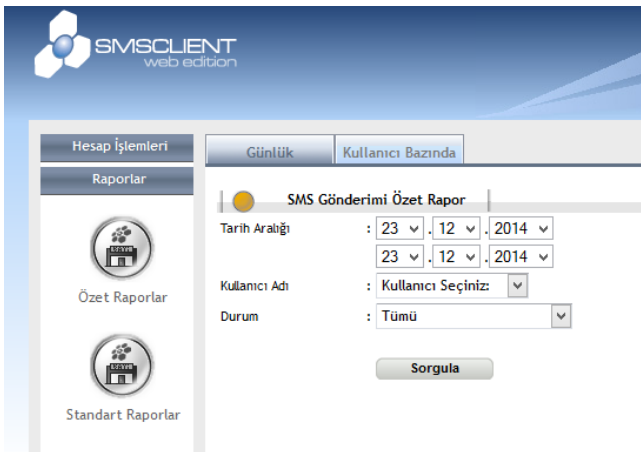 SMSCLIENT
web edition
Hesap İşlemleri
Raporlar
Özet Raporlar
Standart Raporlar
Günlük
Kullanıcı Bazında
SMS Gönderimi Özet Rapor
Tarih Aralığı : 23 . 12 . 2014
23 . 12 . 2014
Kullanıcı Adı : Kullanıcı Seçiniz:
Durum : Tümü
Sorgula